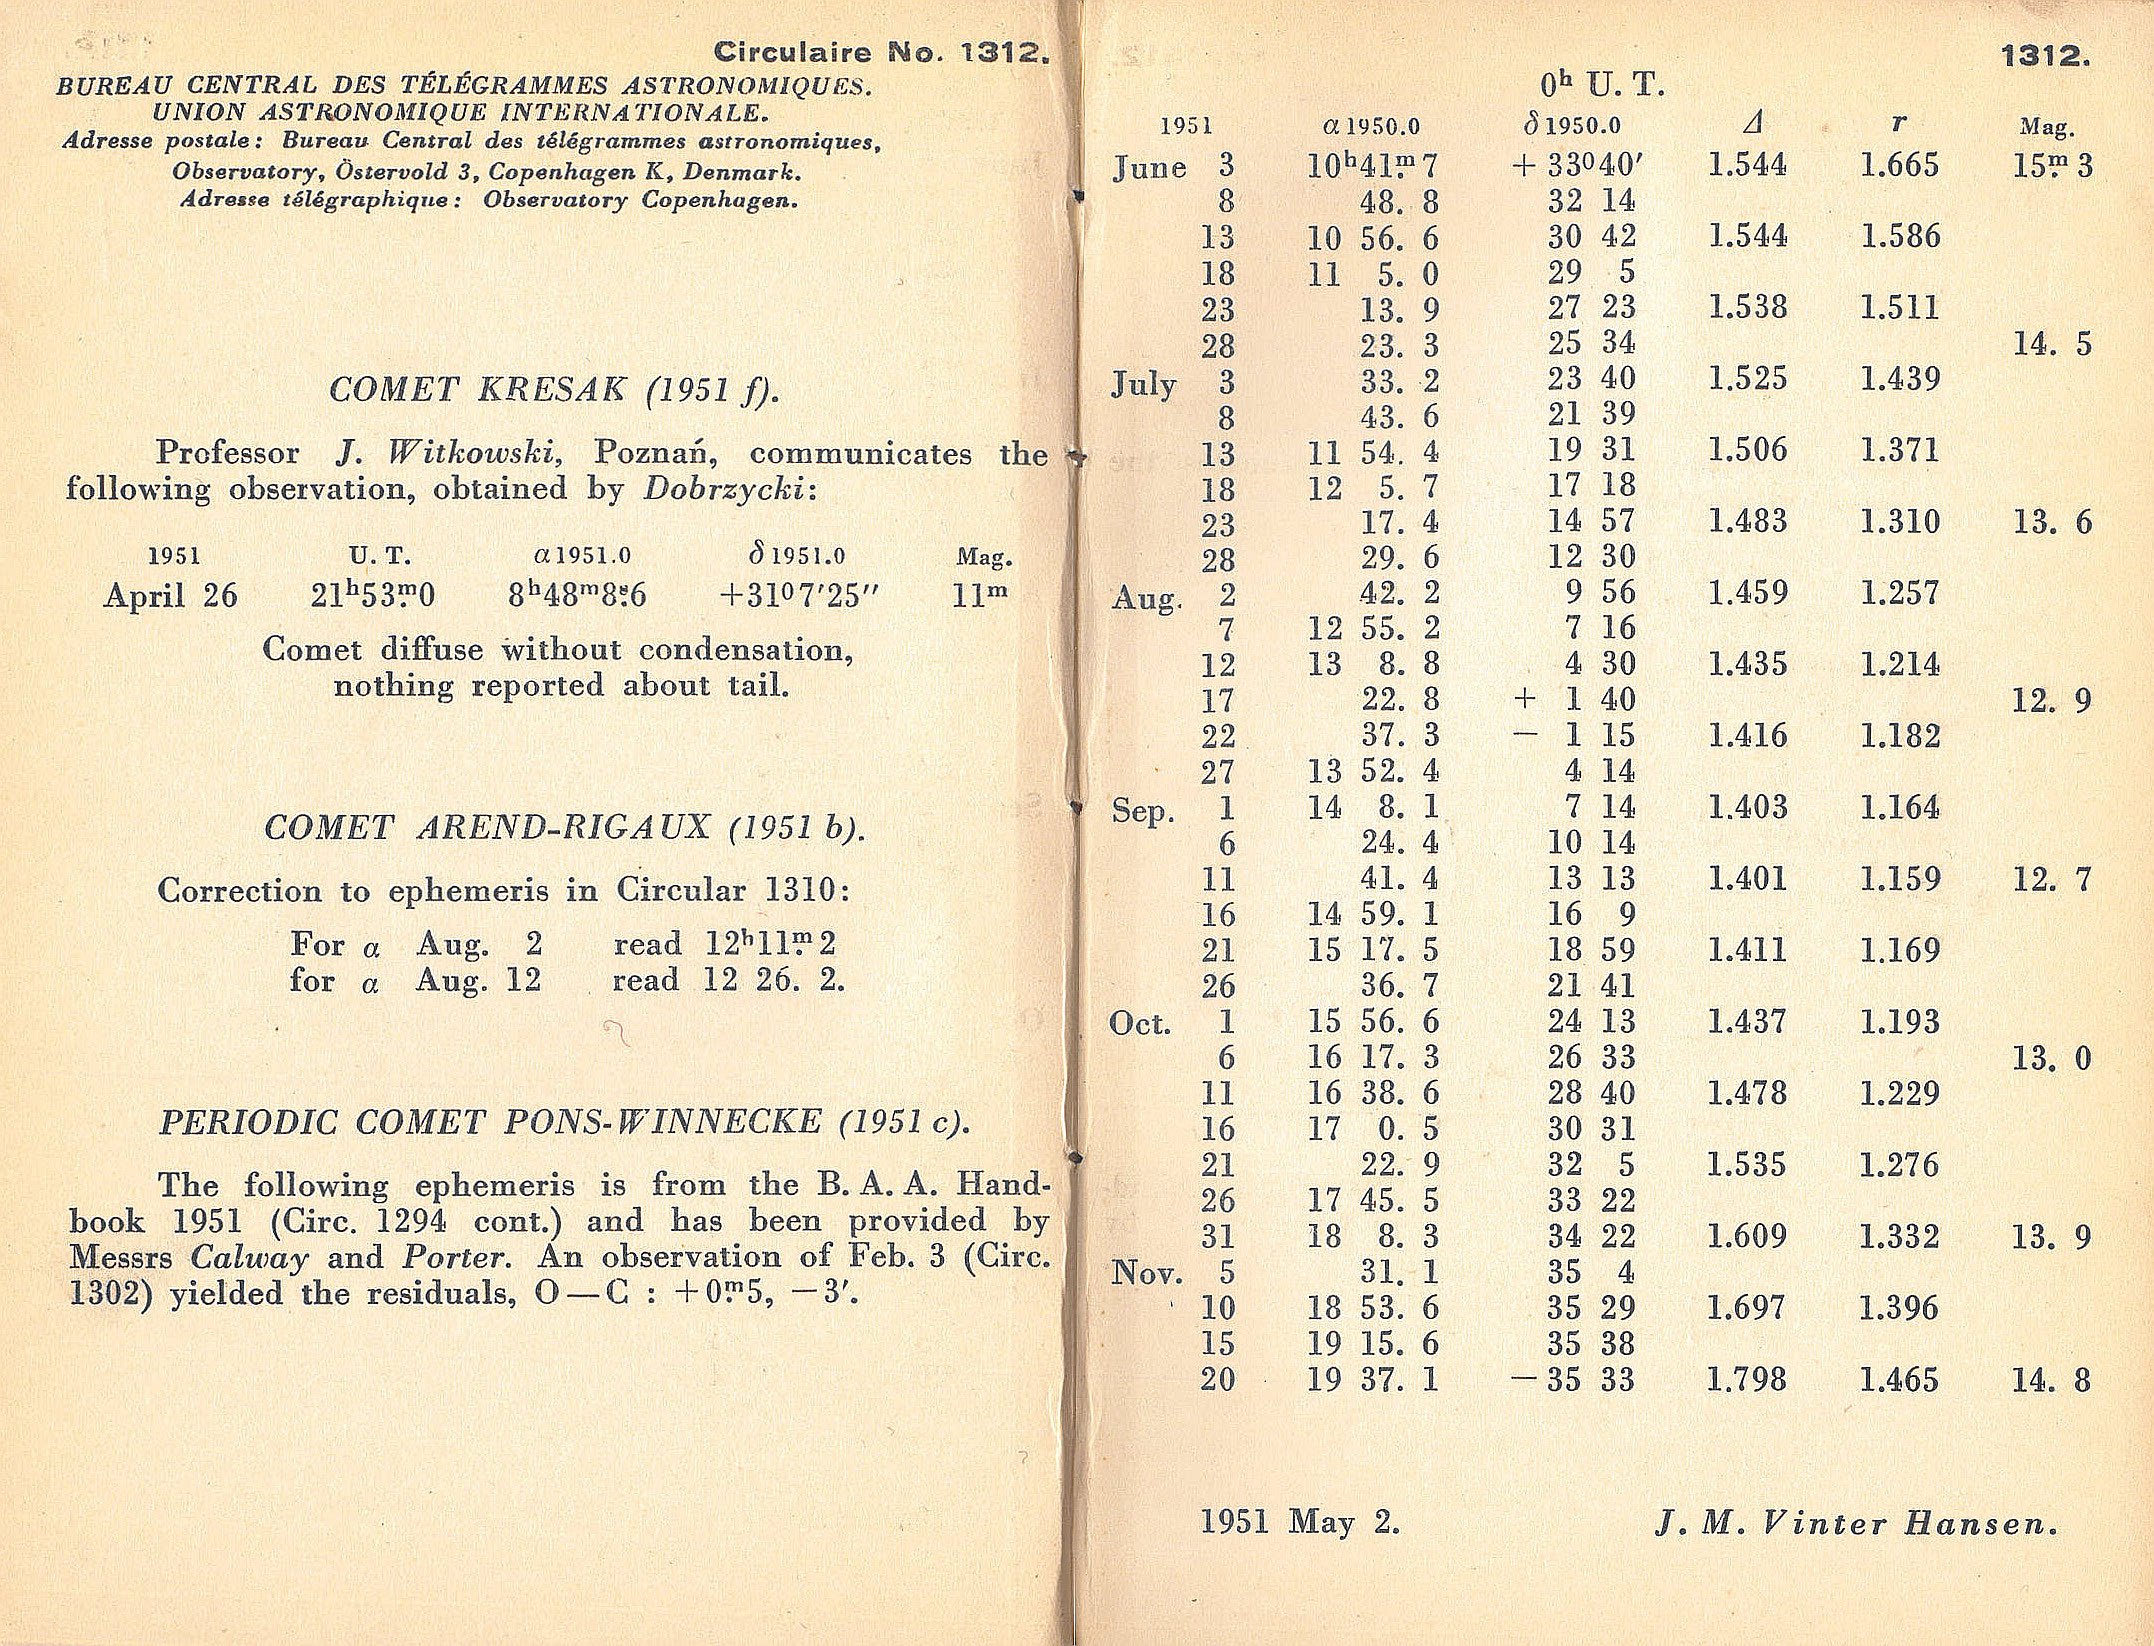 Circulaire No. 1312.
BUREAU CENTRAL DES TÉLÉGRAMMES ASTRONOMIQUES.
UNION ASTRONOMIQUE INTERNATIONALE.
Adresse postale: Bureau Central des télégrammes astronomiques,
Observatory, Östervold 3, Copenhagen K, Denmark.
Adresse télégraphique: Observatory Copenhagen.
COMET KRESAK (1951 f).
Professor J. Witkowski, Poznań, communicates the
following observation, obtained by Dobrzycki:
1951 U. T. α 1951.0 δ 1951.0 Mag.
April 26 21ʰ53ᵐ.0 8ʰ48ᵐ8ˢ.6 +31°7′25″ 11ᵐ
Comet diffuse without condensation,
nothing reported about tail.
COMET AREND-RIGAUX (1951 b).
Correction to ephemeris in Circular 1310:
For α Aug. 2 read 12ʰ11ᵐ.2
for α Aug. 12 read 12 26. 2.
PERIODIC COMET PONS-WINNECKE (1951 c).
The following ephemeris is from the B. A. A. Hand-
book 1951 (Circ. 1294 cont.) and has been provided by
Messrs Calway and Porter. An observation of Feb. 3 (Circ.
1302) yielded the residuals, O—C : +0ᵐ.5, —3′.
1312.
0ʰ U. T.
1951 α 1950.0 δ 1950.0 Δ r Mag.
June 3 10ʰ41ᵐ.7 + 33°40′ 1.544 1.665 15ᵐ.3
8 48. 8 32 14
13 10 56. 6 30 42 1.544 1.586
18 11 5. 0 29 5
23 13. 9 27 23 1.538 1.511
28 23. 3 25 34 14. 5
July 3 33. 2 23 40 1.525 1.439
8 43. 6 21 39
13 11 54. 4 19 31 1.506 1.371
18 12 5. 7 17 18
23 17. 4 14 57 1.483 1.310 13. 6
28 29. 6 12 30
Aug. 2 42. 2 9 56 1.459 1.257
7 12 55. 2 7 16
12 13 8. 8 4 30 1.435 1.214
17 22. 8 + 1 40 12. 9
22 37. 3 — 1 15 1.416 1.182
27 13 52. 4 4 14
Sep. 1 14 8. 1 7 14 1.403 1.164
6 24. 4 10 14
11 41. 4 13 13 1.401 1.159 12. 7
16 14 59. 1 16 9
21 15 17. 5 18 59 1.411 1.169
26 36. 7 21 41
Oct. 1 15 56. 6 24 13 1.437 1.193
6 16 17. 3 26 33 13. 0
11 16 38. 6 28 40 1.478 1.229
16 17 0. 5 30 31
21 22. 9 32 5 1.535 1.276
26 17 45. 5 33 22
31 18 8. 3 34 22 1.609 1.332 13. 9
Nov. 5 31. 1 35 4
10 18 53. 6 35 29 1.697 1.396
15 19 15. 6 35 38
20 19 37. 1 — 35 33 1.798 1.465 14. 8
1951 May 2. J. M. Vinter Hansen.